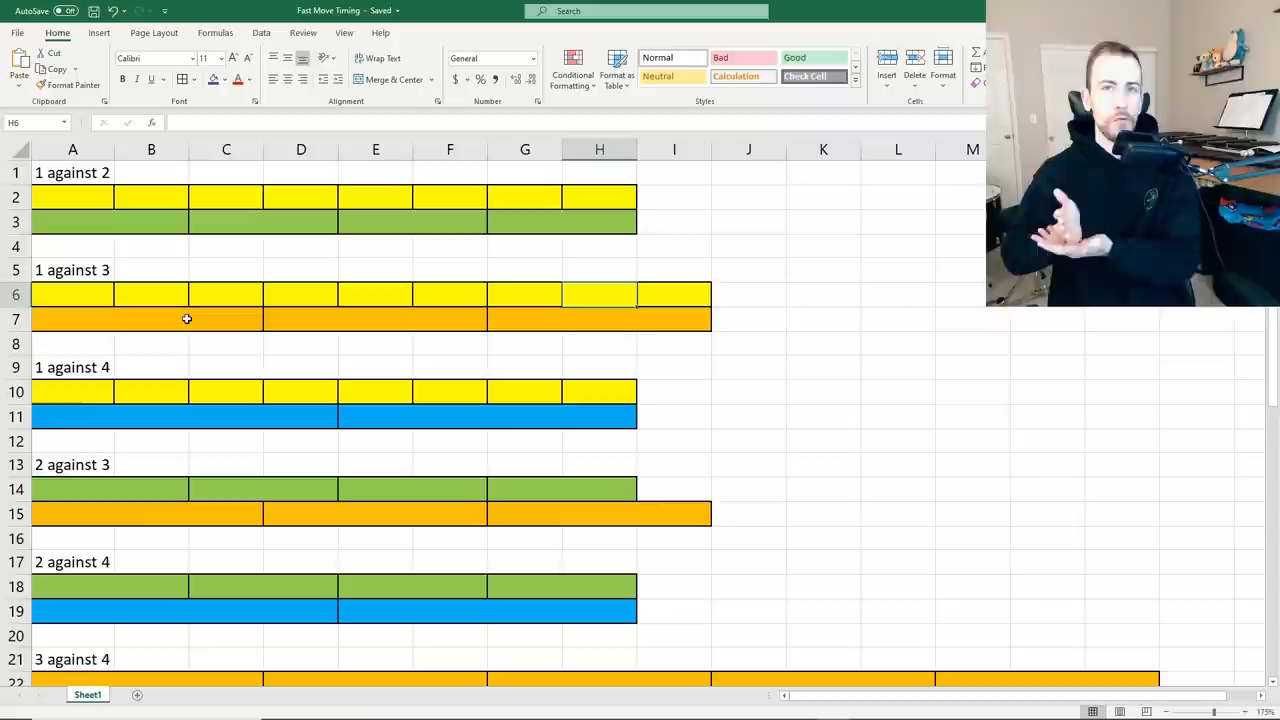 AutoSave Off
Fast Move Timing - Saved
Search
File Home Insert Page Layout Formulas Data Review View Help
Paste
Cut
Copy
Format Painter
Clipboard
Calibri 11
B I U
Font
Wrap Text
Merge & Center
Alignment
General
$ % 9
Number
Conditional Formatting
Format as Table
Normal Bad Good
Neutral Calculation Check Cell
Styles
Insert Delete Format
Cells
H6
fx
A B C D E F G H I J K L M
1 1 against 2
2
3
4
5 1 against 3
6
7
8
9 1 against 4
10
11
12
13 2 against 3
14
15
16
17 2 against 4
18
19
20
21 3 against 4
22
Sheet1
175%